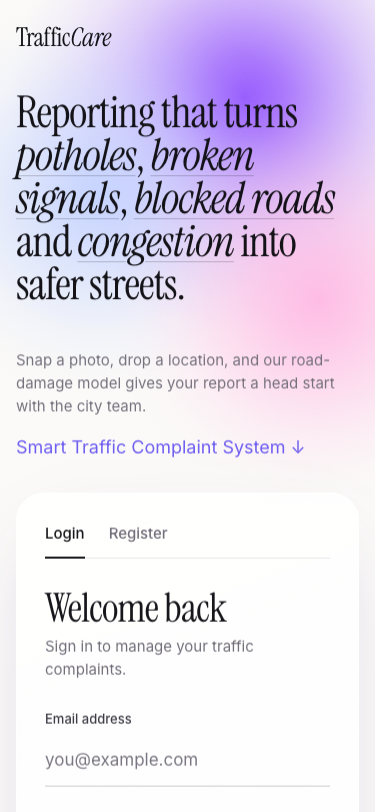 TrafficCare
Reporting that turns
potholes, broken
signals, blocked roads
and congestion into
safer streets.
Snap a photo, drop a location, and our road-
damage model gives your report a head start
with the city team.
Smart Traffic Complaint System ↓
Login Register
Welcome back
Sign in to manage your traffic
complaints.
Email address
you@example.com